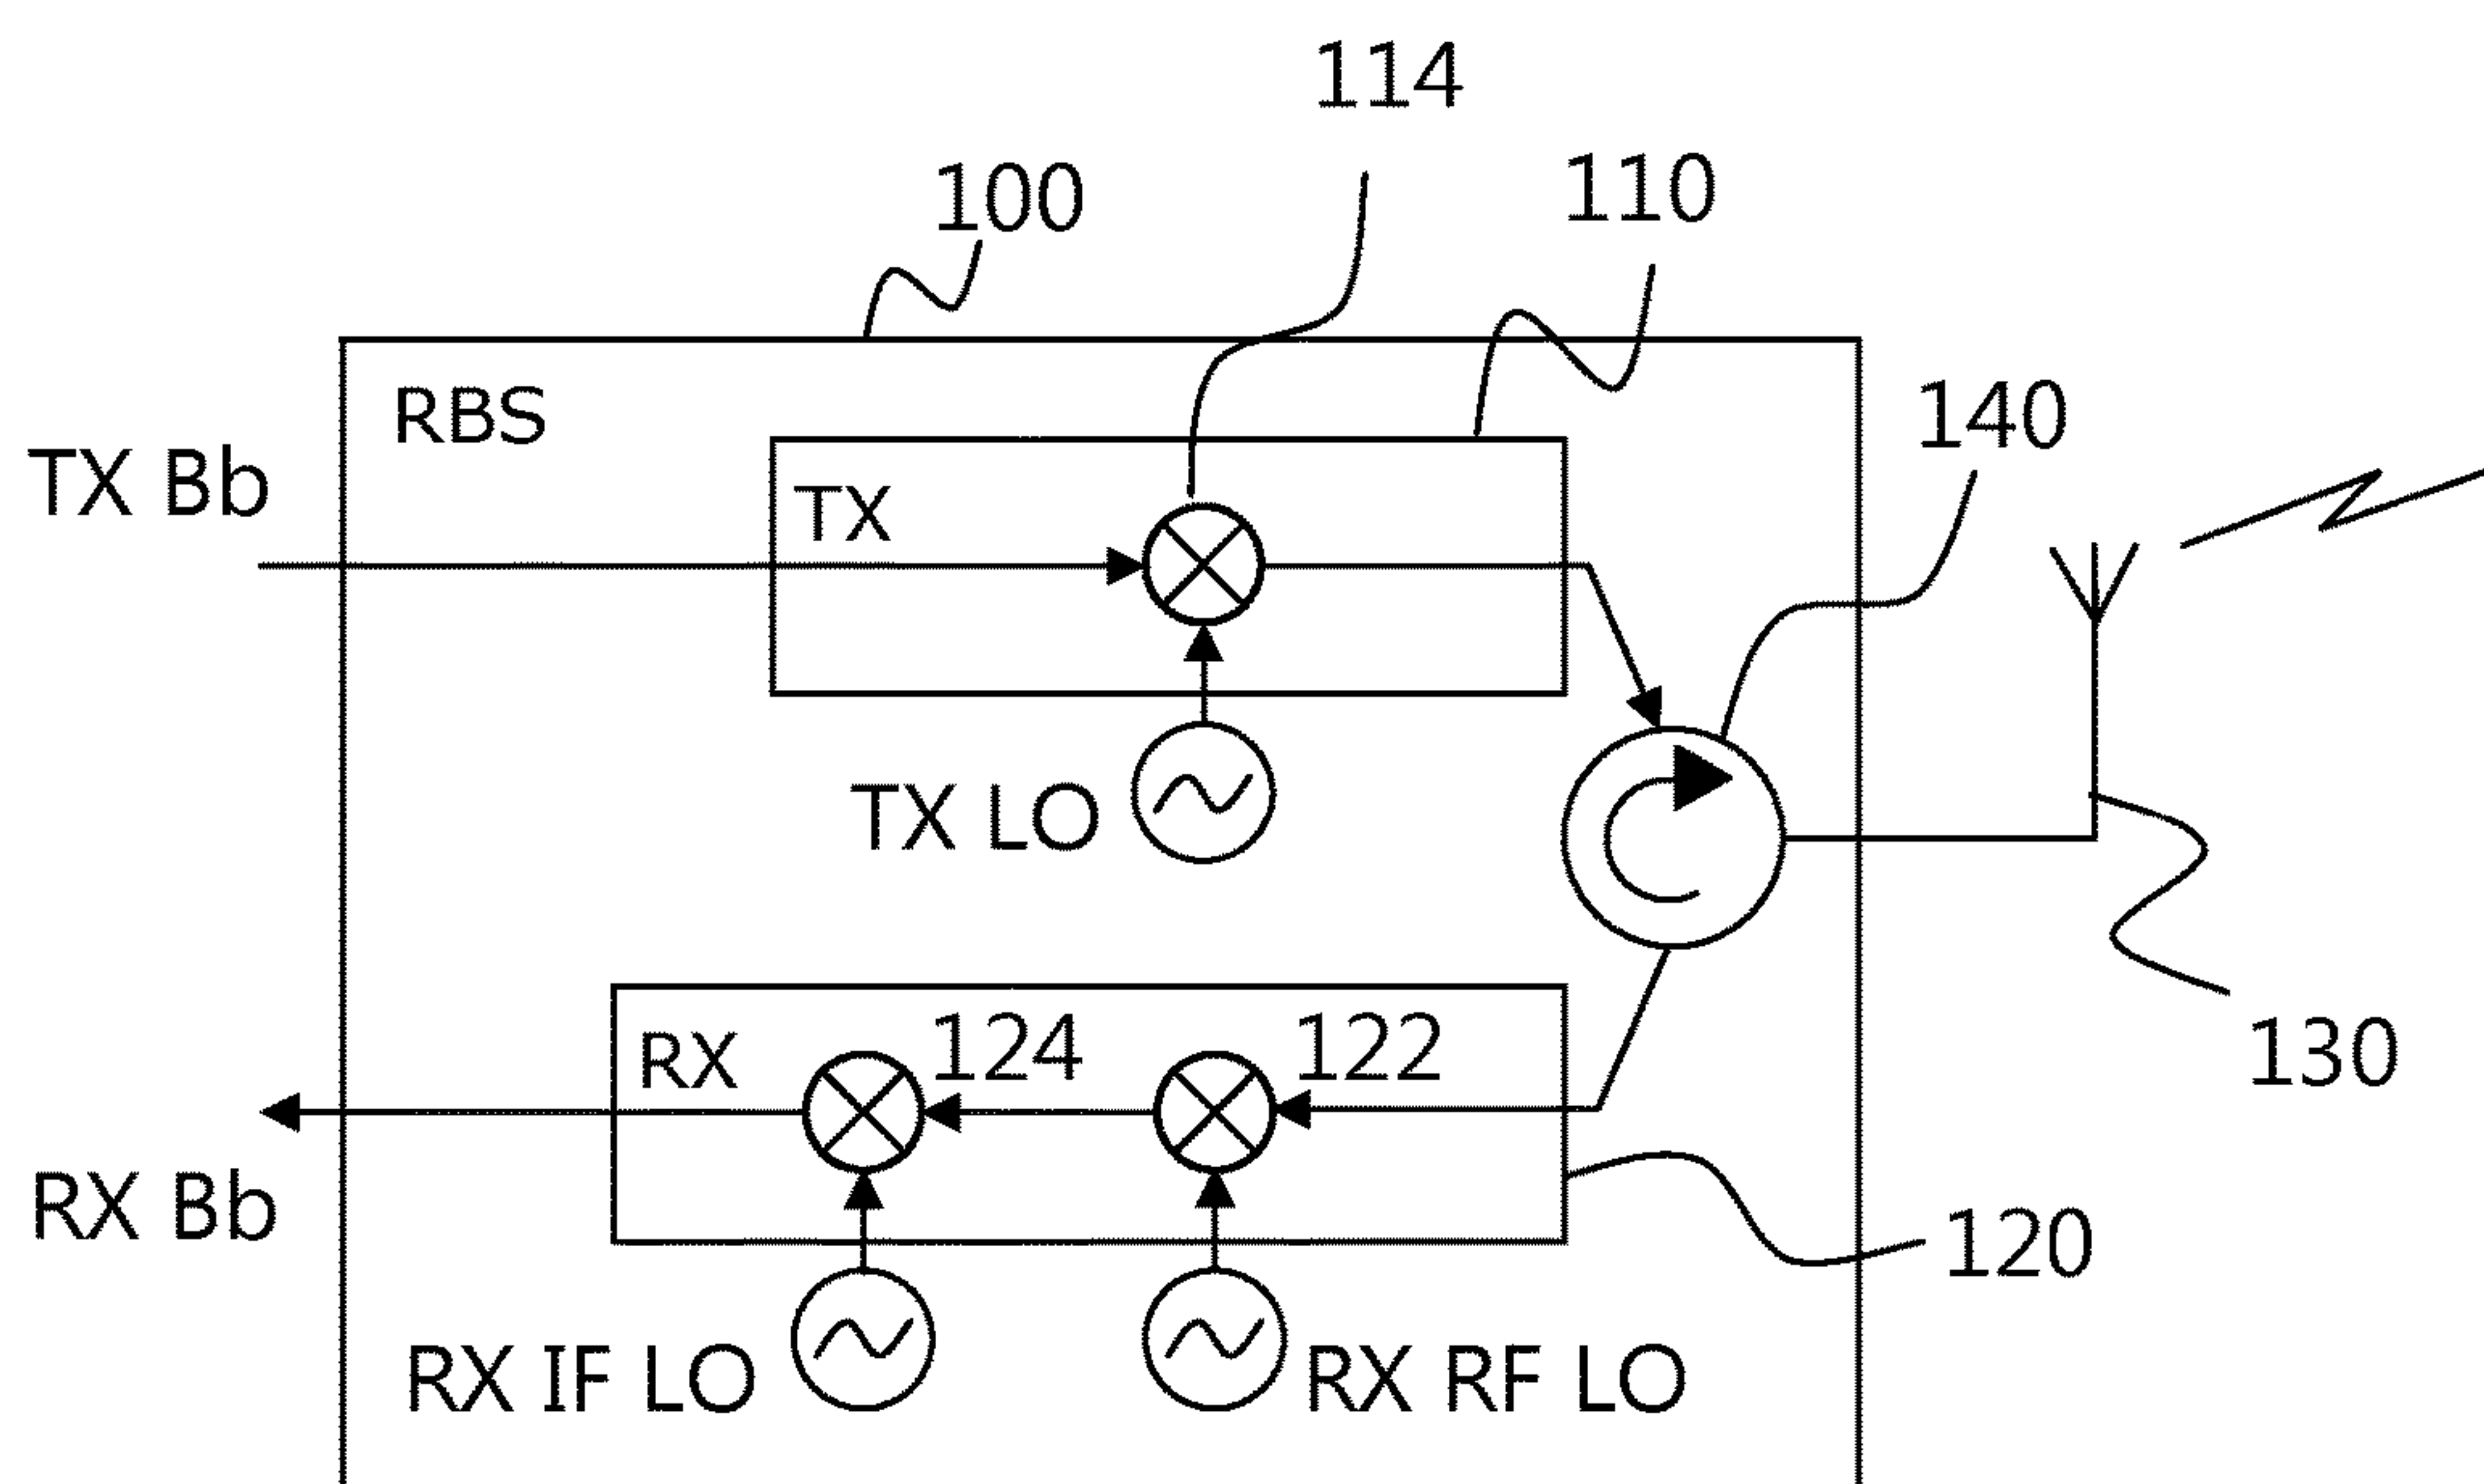 114
100
110
RBS
140
TX Bb
TX
TX LO
RX
124
122
130
RX Bb
120
RX IF LO
RX RF LO